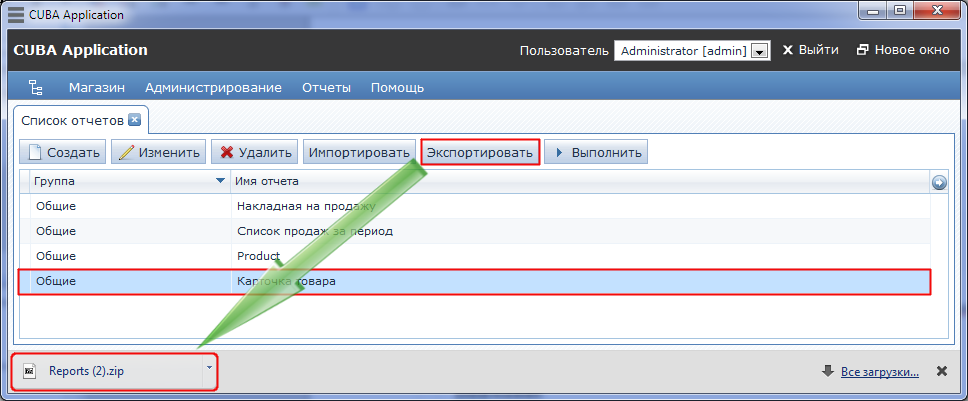 CUBA Application
CUBA Application Пользователь Administrator [admin] Выйти Новое окно
Магазин Администрирование Отчеты Помощь
Список отчетов
Создать Изменить Удалить Импортировать Экспортировать Выполнить
Группа Имя отчета
Общие Накладная на продажу
Общие Список продаж за период
Общие Product
Общие Карточка товара
Reports (2).zip Все загрузки...